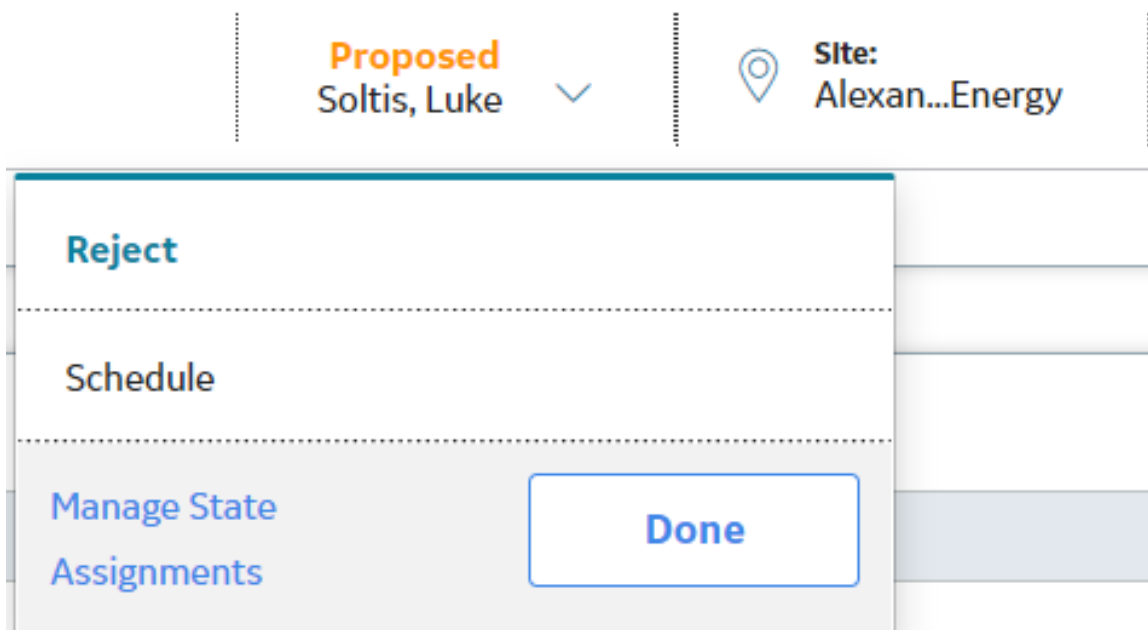 Proposed
Soltis, Luke
Site:
Alexan...Energy
Reject
Schedule
Manage State
Assignments
Done